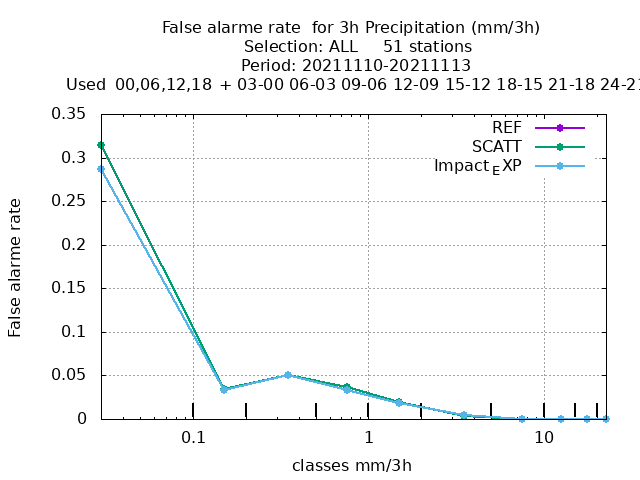 False alarme rate  for 3h Precipitation (mm/3h)
Selection: ALL     51 stations
Period: 20211110-20211113
Used  00,06,12,18  + 03-00 06-03 09-06 12-09  15-12 18-15 21-18 24-21
REF
SCATT
Impact_EXP
0.35
0.3
0.25
0.2
0.15
0.1
0.05
0
False alarme rate
0.1 1 10
classes mm/3h